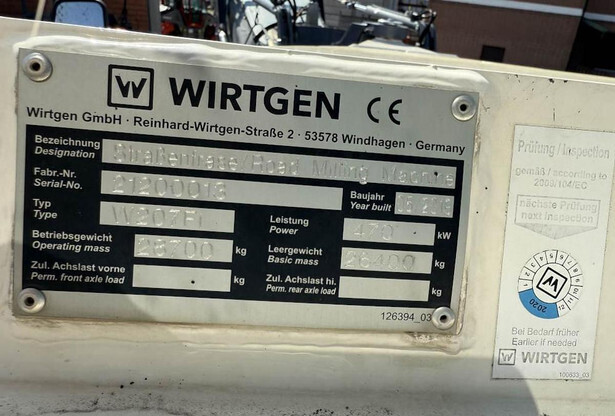 W WIRTGEN CE
Wirtgen GmbH · Reinhard-Wirtgen-Straße 2 · 53578 Windhagen · Germany
Bezeichnung
Designation
Straßenfräse/Road Milling Machine
Fabr.-Nr.
Serial-No.
Baujahr
Year built
Typ
Type
Leistung
Power
kW
Betriebsgewicht
Operating mass
28700 kg
Leergewicht
Basic mass
26400 kg
Zul. Achslast vorne
Perm. front axle load
kg
Zul. Achslast hi.
Perm. rear axle load
kg
126394_03
Prüfung/Inspection
gemäß / according to
nächste Prüfung
next inspection
2020
Bei Bedarf früher
Earlier if needed
W WIRTGEN